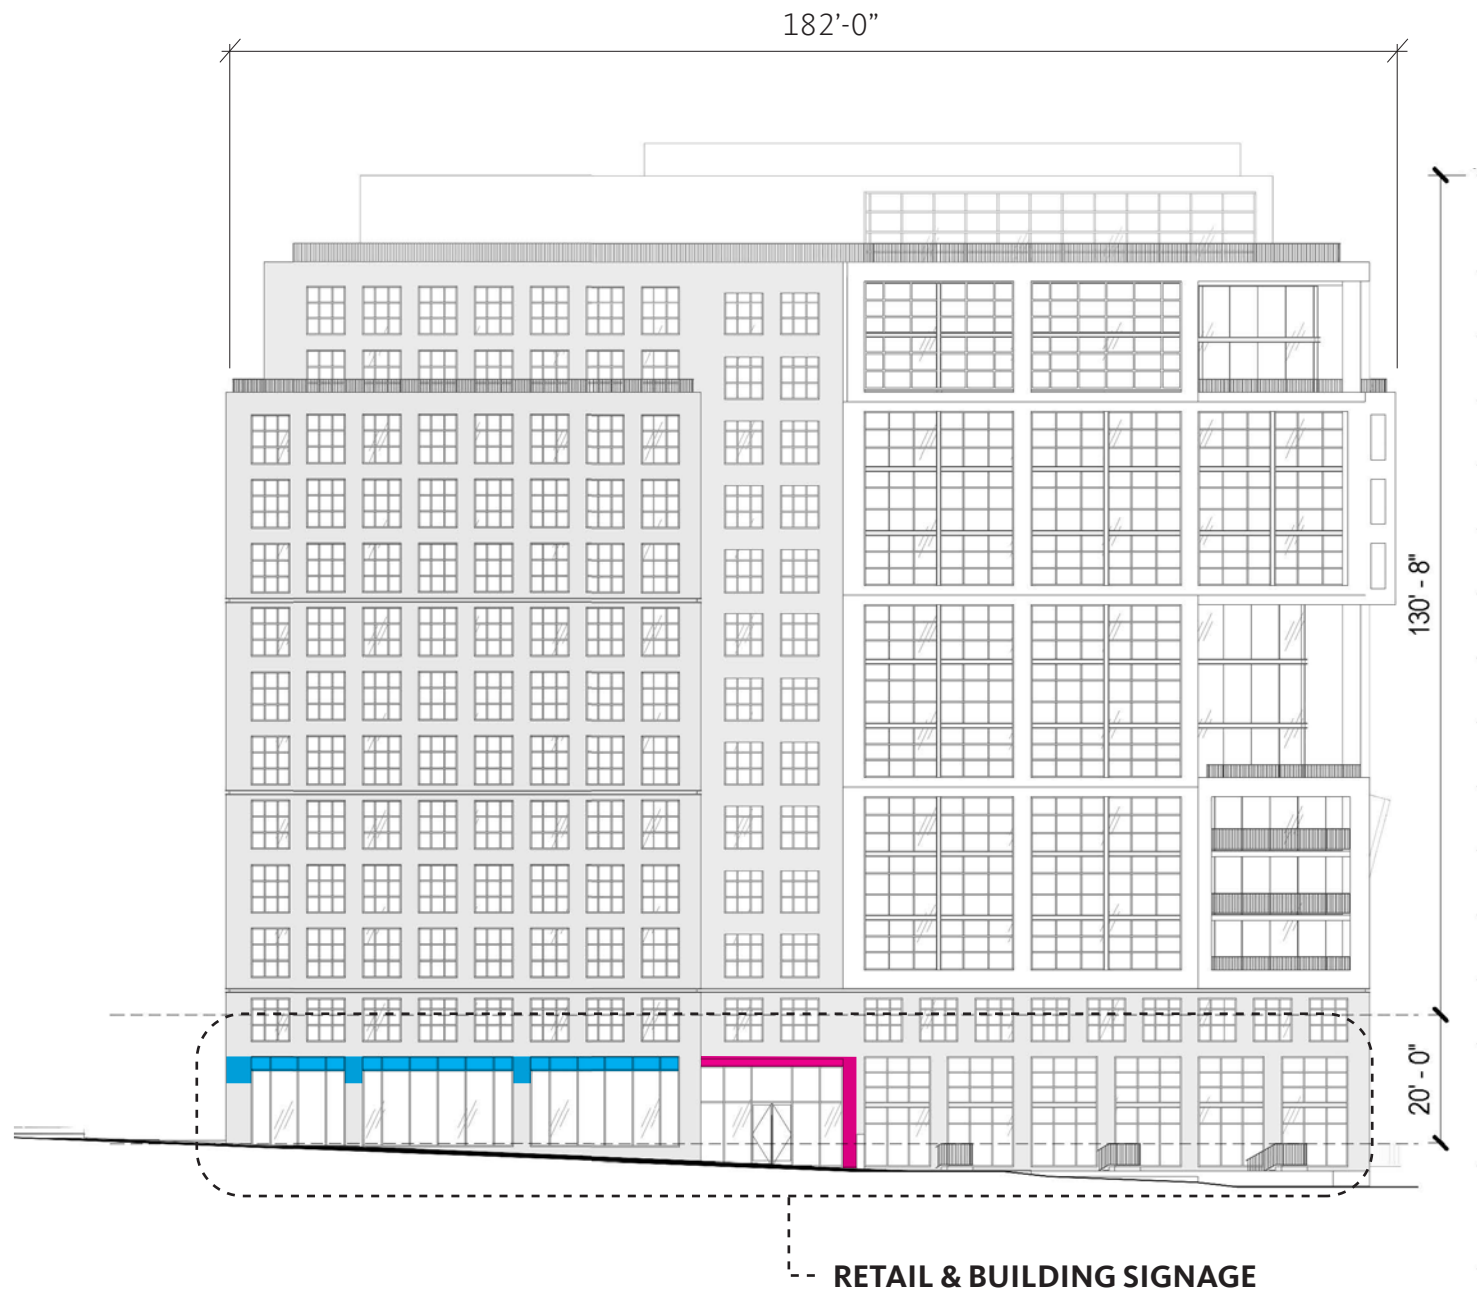 182’-0”
130' - 8"
20' - 0"
RETAIL & BUILDING SIGNAGE